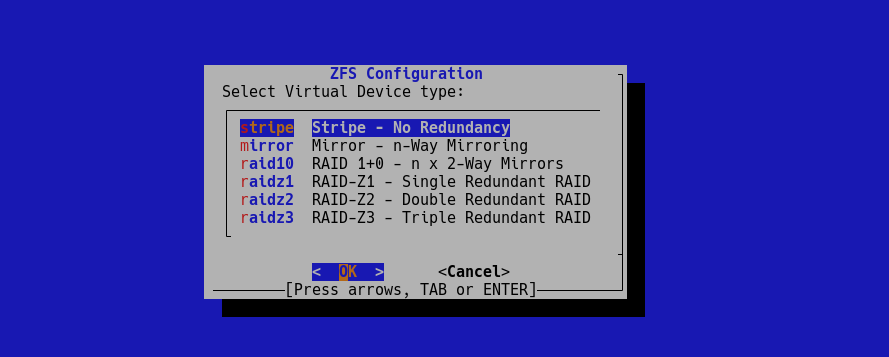 ZFS Configuration
Select Virtual Device type:
stripe Stripe - No Redundancy
mirror Mirror - n-Way Mirroring
raid10 RAID 1+0 - n x 2-Way Mirrors
raidz1 RAID-Z1 - Single Redundant RAID
raidz2 RAID-Z2 - Double Redundant RAID
raidz3 RAID-Z3 - Triple Redundant RAID
< OK > <Cancel>
[Press arrows, TAB or ENTER]